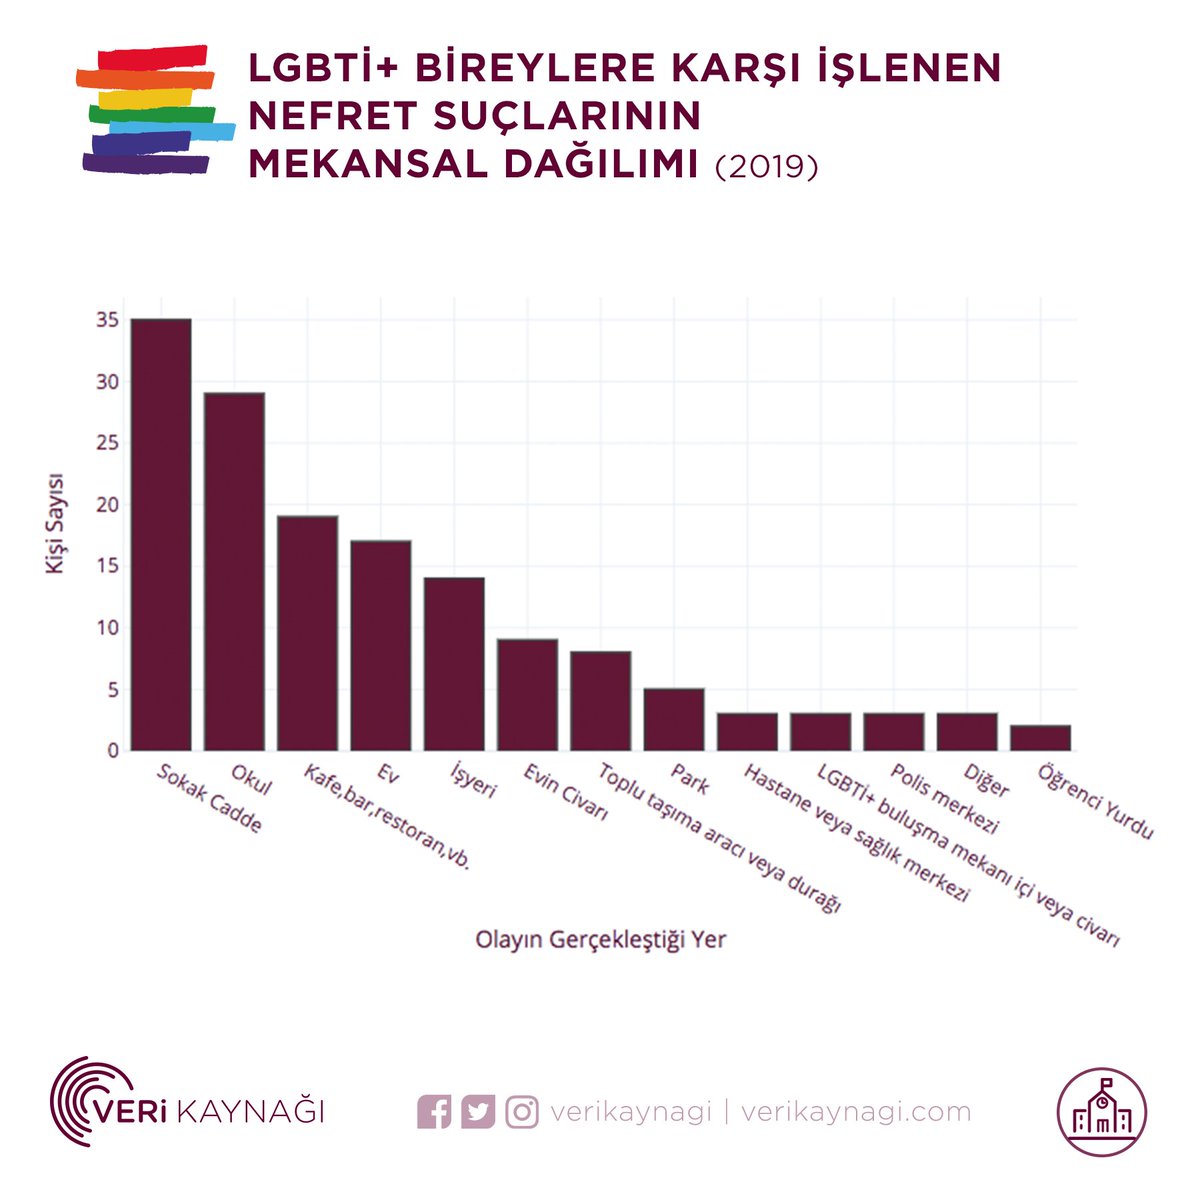 LGBTİ+ BİREYLERE KARŞI İŞLENEN
NEFRET SUÇLARININ
MEKANSAL DAĞILIMI (2019)
Kişi Sayısı
35
30
25
20
15
10
5
0
Sokak Cadde
Okul
Kafe,bar,restoran,vb.
Ev
İşyeri
Evin Civarı
Toplu taşıma aracı veya durağı
Park
Hastane veya sağlık merkezi
LGBTİ+ buluşma mekanı içi veya civarı
Polis merkezi
Diğer
Öğrenci Yurdu
Olayın Gerçekleştiği Yer
VERi KAYNAĞI
verikaynagi | verikaynagi.com